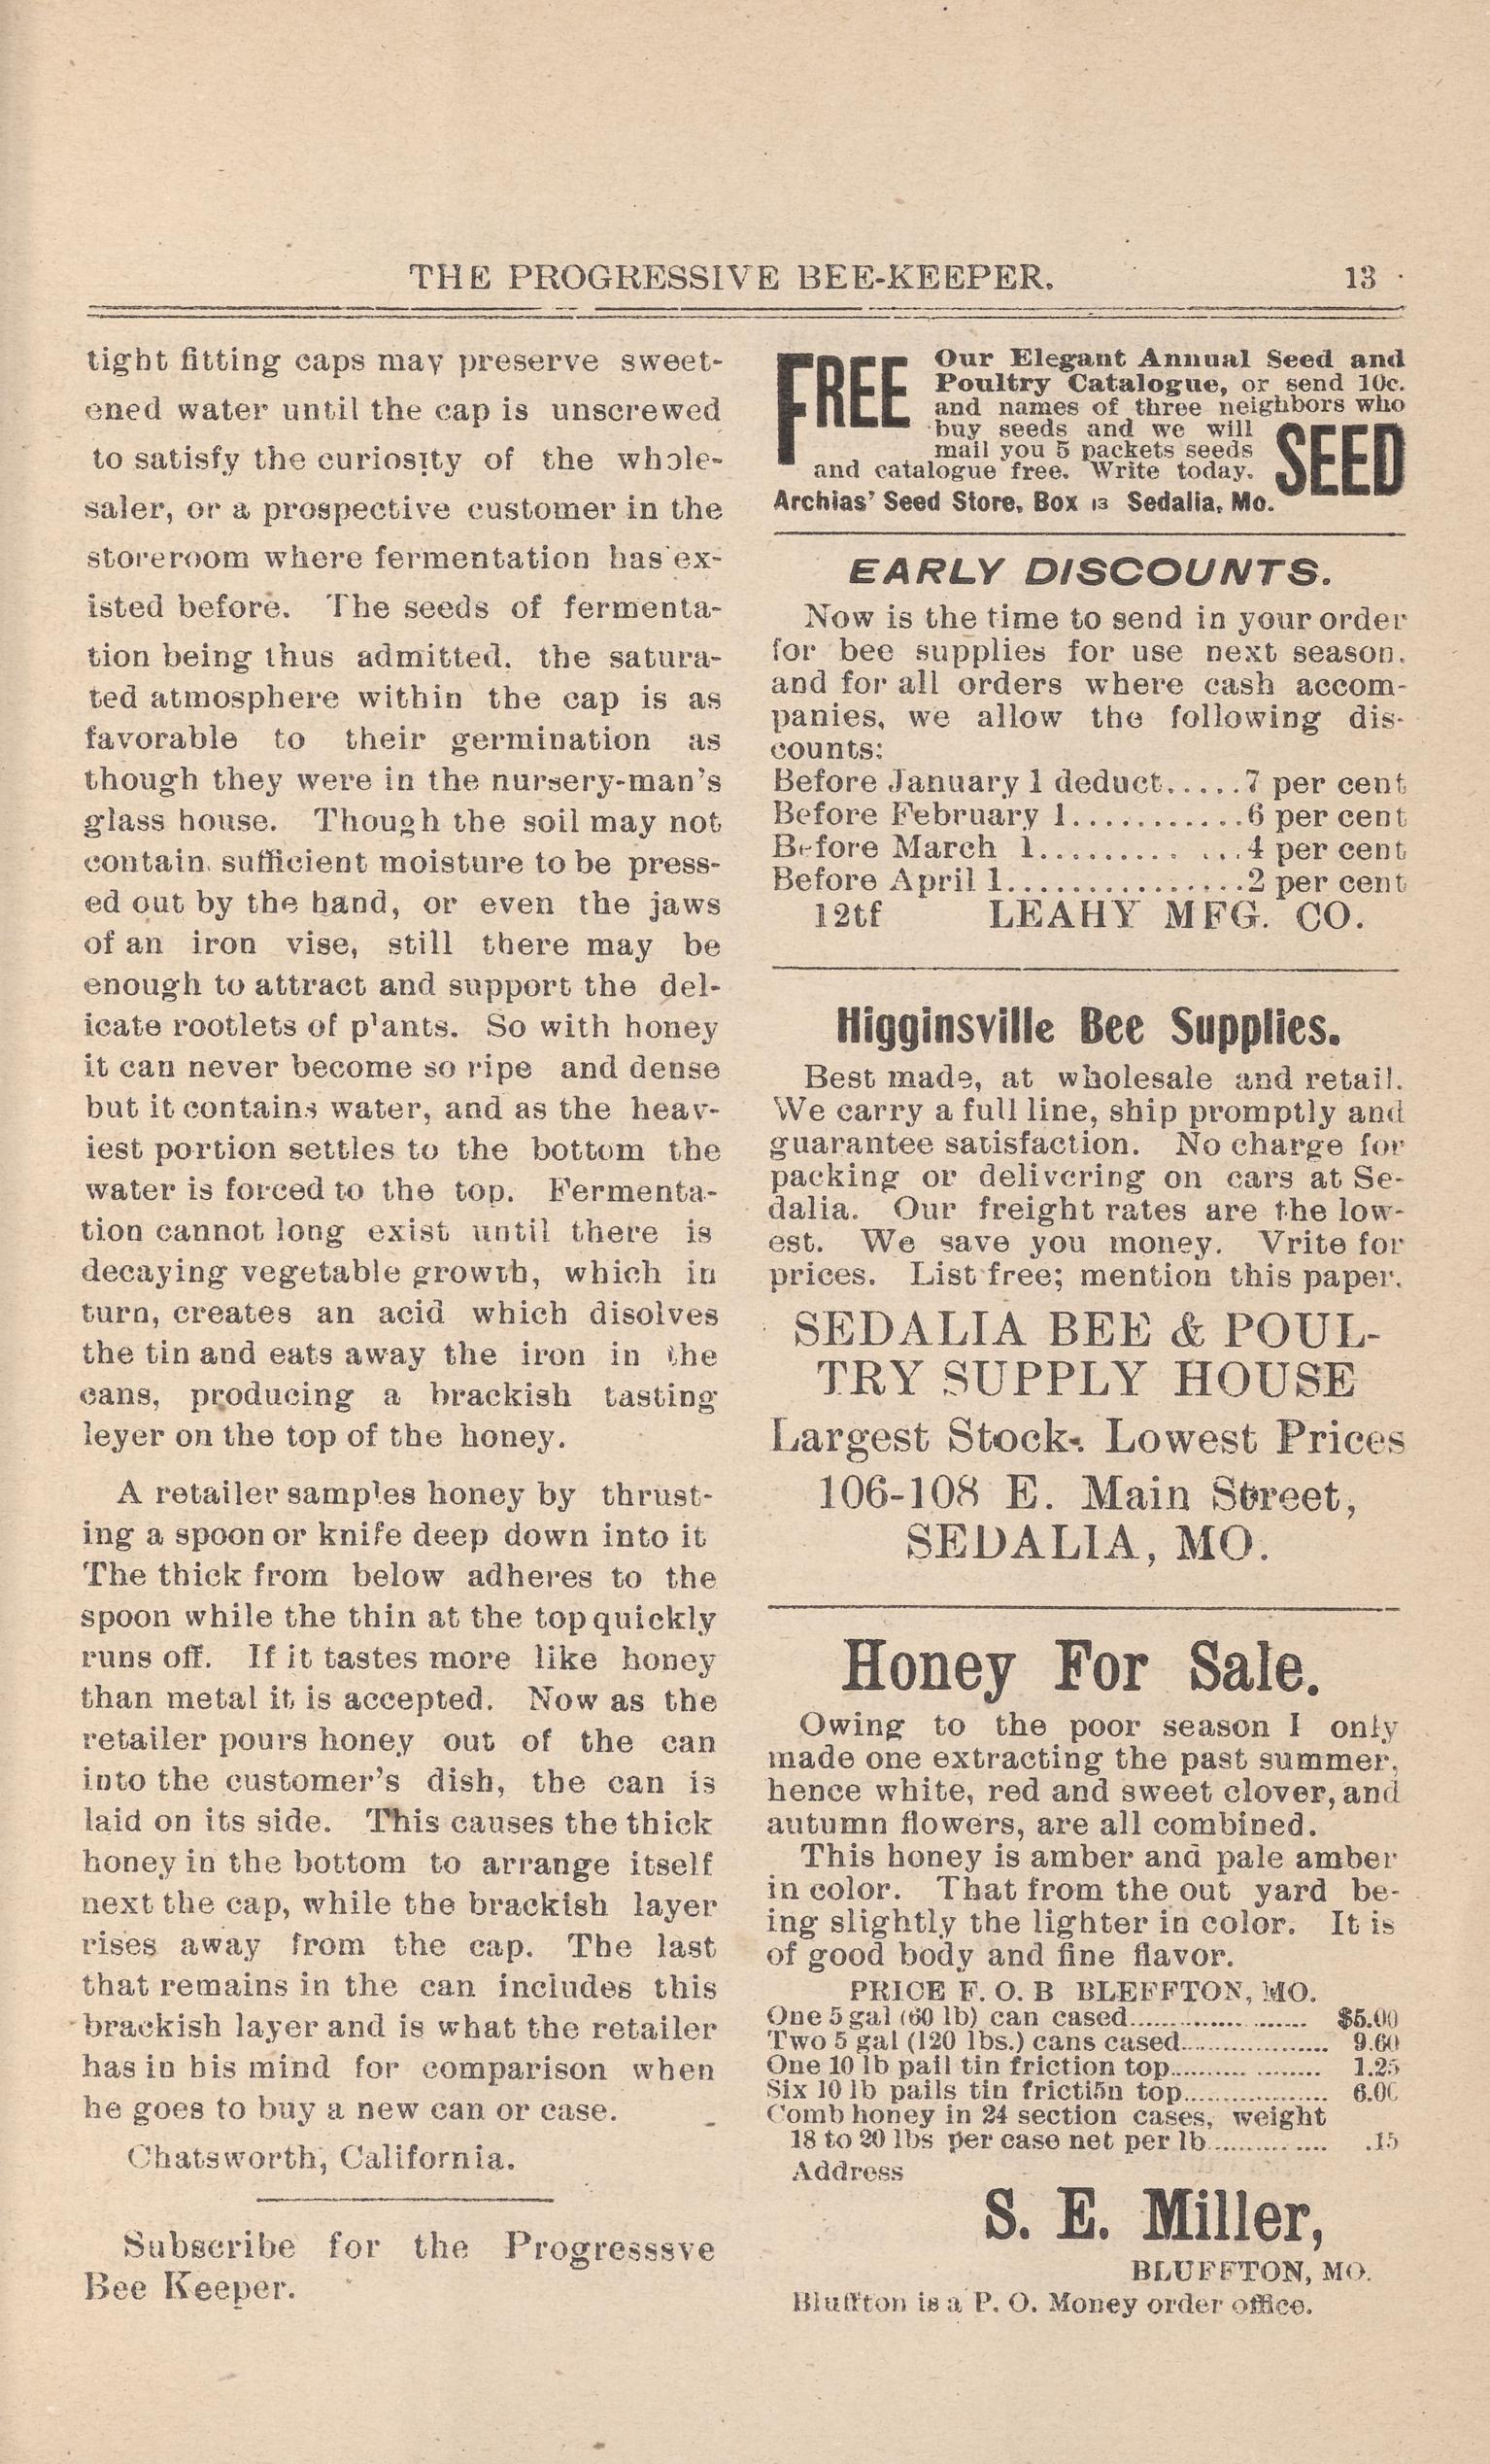 THE PROGRESSIVE BEE-KEEPER. 13
tight fitting caps may preserve sweet-
ened water until the cap is unscrewed
to satisfy the curiosity of the whole-
saler, or a prospective customer in the
storeroom where fermentation has ex-
isted before. The seeds of fermenta-
tion being thus admitted. the satura-
ted atmosphere within the cap is as
favorable to their germination as
though they were in the nursery-man's
glass house. Though the soil may not
contain sufficient moisture to be press-
ed out by the hand, or even the jaws
of an iron vise, still there may be
enough to attract and support the del-
icate rootlets of plants. So with honey
it can never become so ripe and dense
but it contains water, and as the heav-
iest portion settles to the bottom the
water is forced to the top. Fermenta-
tion cannot long exist until there is
decaying vegetable growth, which in
turn, creates an acid which disolves
the tin and eats away the iron in the
cans, producing a brackish tasting
leyer on the top of the honey.
A retailer samples honey by thrust-
ing a spoon or knife deep down into it
The thick from below adheres to the
spoon while the thin at the top quickly
runs off. If it tastes more like honey
than metal it is accepted. Now as the
retailer pours honey out of the can
into the customer's dish, the can is
laid on its side. This causes the thick
honey in the bottom to arrange itself
next the cap, while the brackish layer
rises away from the cap. The last
that remains in the can includes this
brackish layer and is what the retailer
has in his mind for comparison when
he goes to buy a new can or case.
Chatsworth, California.
Subscribe for the Progresssve
Bee Keeper.
FREE
Our Elegant Annual Seed and
Poultry Catalogue, or send 10c.
and names of three neighbors who
buy seeds and we will
mail you 5 packets seeds
and catalogue free. Write today.
SEED
Archias' Seed Store, Box 13 Sedalia, Mo.
EARLY DISCOUNTS.
Now is the time to send in your order
for bee supplies for use next season.
and for all orders where cash accom-
panies, we allow the following dis-
counts:
Before January 1 deduct.....7 per cent
Before February 1...........6 per cent
Before March 1......... ...4 per cent
Before April 1...............2 per cent
12tf LEAHY MFG. CO.
Higginsville Bee Supplies.
Best made, at wholesale and retail.
We carry a full line, ship promptly and
guarantee satisfaction. No charge for
packing or delivering on cars at Se-
dalia. Our freight rates are the low-
est. We save you money. Vrite for
prices. List free; mention this paper.
SEDALIA BEE & POUL-
TRY SUPPLY HOUSE
Largest Stock. Lowest Prices
106-108 E. Main Street,
SEDALIA, MO.
Honey For Sale.
Owing to the poor season I only
made one extracting the past summer,
hence white, red and sweet clover, and
autumn flowers, are all combined.
This honey is amber and pale amber
in color. That from the out yard be-
ing slightly the lighter in color. It is
of good body and fine flavor.
PRICE F. O. B BLEFFTON, MO.
One 5 gal (60 lb) can cased.................... $5.00
Two 5 gal (120 lbs.) cans cased................... 9.60
One 10 lb pail tin friction top.......... ........ 1.25
Six 10 lb pails tin friction top.................. 6.00
Comb honey in 24 section cases, weight
18 to 20 lbs per case net per lb............... .15
Address
S. E. Miller,
BLUFFTON, MO.
Bluffton is a P. O. Money order office.